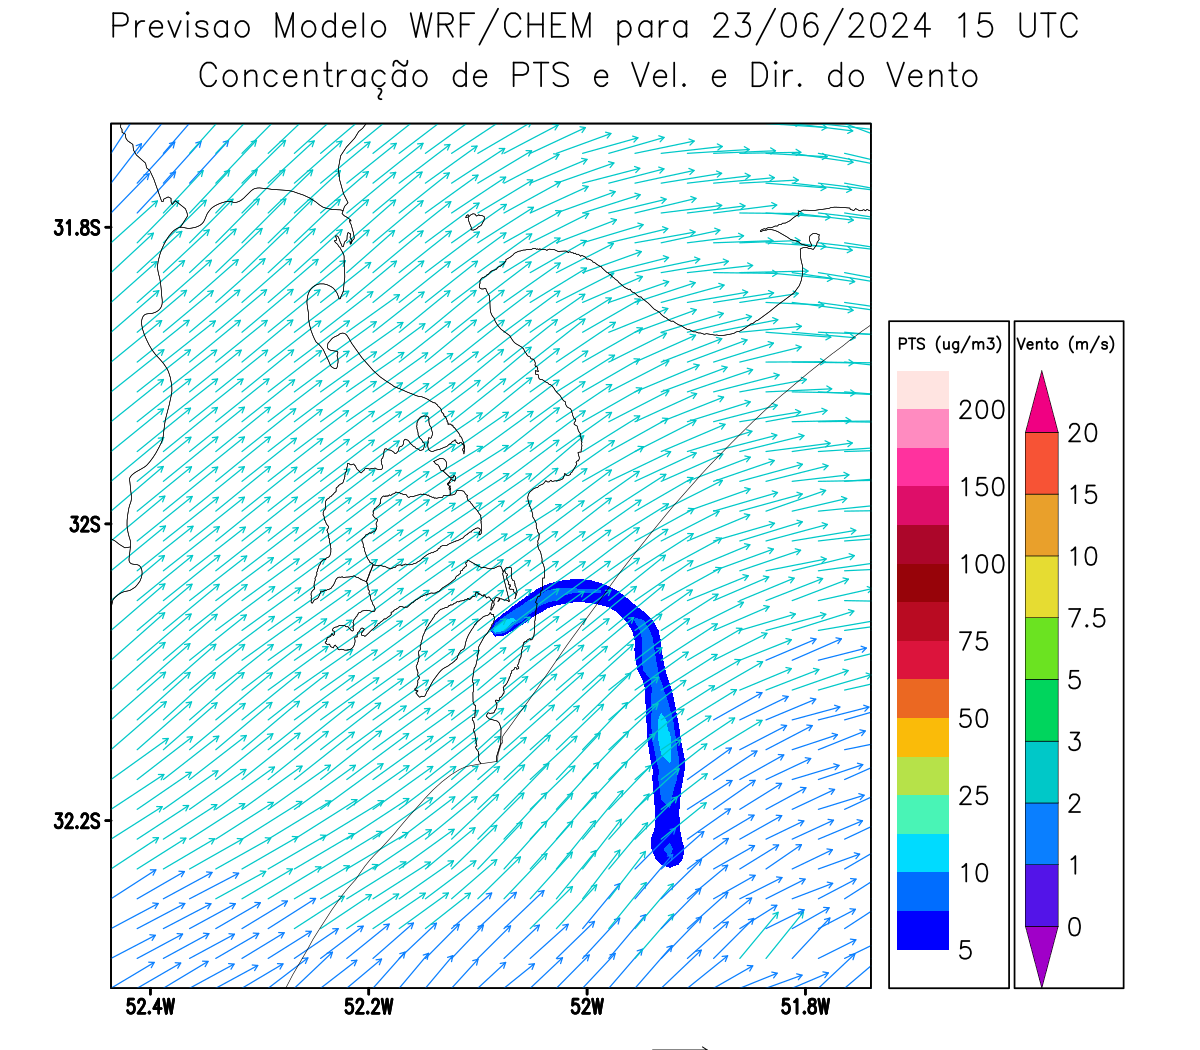 Previsao Modelo WRF/CHEM para 23/06/2024 15 UTC
Concentração de PTS e Vel. e Dir. do Vento
31.8S
32S
32.2S
52.4W
52.2W
52W
51.8W
PTS (ug/m3)
200
150
100
75
50
25
10
5
Vento (m/s)
20
15
10
7.5
5
3
2
1
0